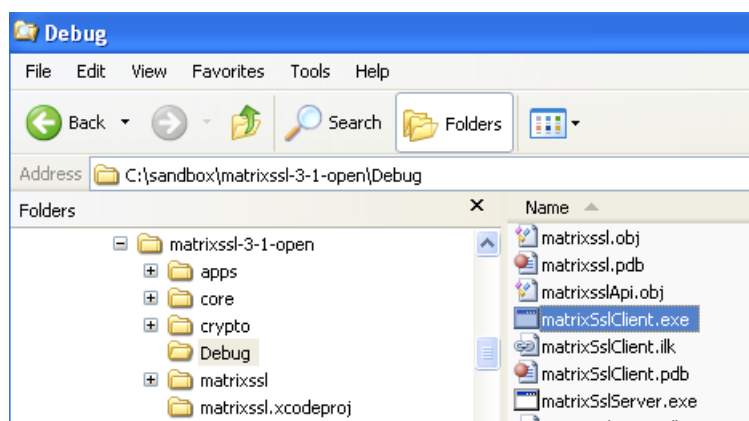 Debug
File Edit View Favorites Tools Help
Back Search Folders
Address C:\sandbox\matrixssl-3-1-open\Debug
Folders
matrixssl-3-1-open
apps
core
crypto
Debug
matrixssl
matrixssl.xcodeproj
Name
matrixssl.obj
matrixssl.pdb
matrixsslApi.obj
matrixSslClient.exe
matrixSslClient.ilk
matrixSslClient.pdb
matrixSslServer.exe